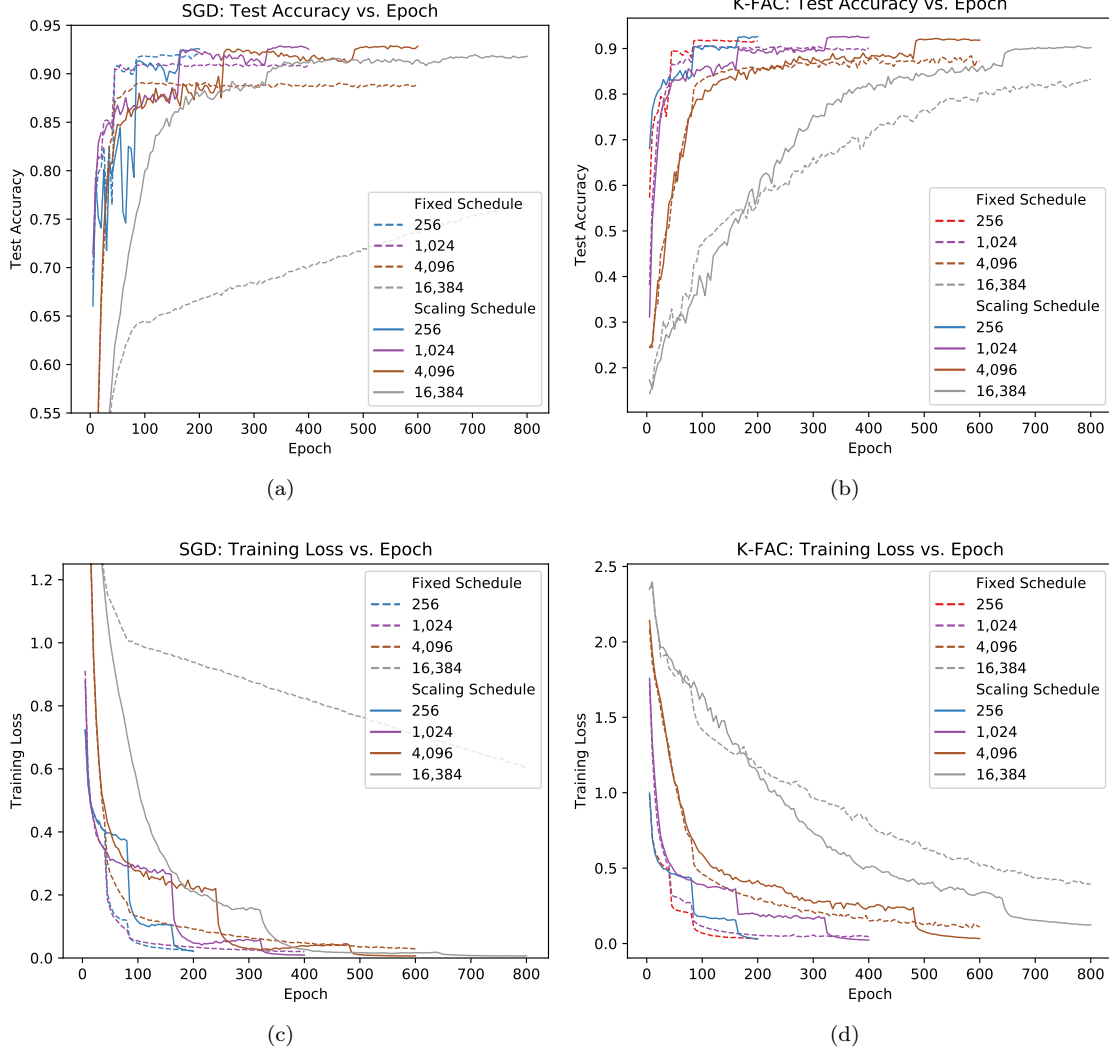 SGD: Test Accuracy vs. Epoch
0.95
0.90
0.85
0.80
0.75
0.70
0.65
0.60
0.55
Test Accuracy
Fixed Schedule
256
1,024
4,096
16,384
Scaling Schedule
256
1,024
4,096
16,384
0 100 200 300 400 500 600 700 800
Epoch
(a)
K-FAC: Test Accuracy vs. Epoch
0.9
0.8
0.7
0.6
0.5
0.4
0.3
0.2
Test Accuracy
Fixed Schedule
256
1,024
4,096
16,384
Scaling Schedule
256
1,024
4,096
16,384
0 100 200 300 400 500 600 700 800
Epoch
(b)
SGD: Training Loss vs. Epoch
1.2
1.0
0.8
0.6
0.4
0.2
0.0
Training Loss
Fixed Schedule
256
1,024
4,096
16,384
Scaling Schedule
256
1,024
4,096
16,384
0 100 200 300 400 500 600 700 800
Epoch
(c)
K-FAC: Training Loss vs. Epoch
2.5
2.0
1.5
1.0
0.5
0.0
Training Loss
Fixed Schedule
256
1,024
4,096
16,384
Scaling Schedule
256
1,024
4,096
16,384
0 100 200 300 400 500 600 700 800
Epoch
(d)